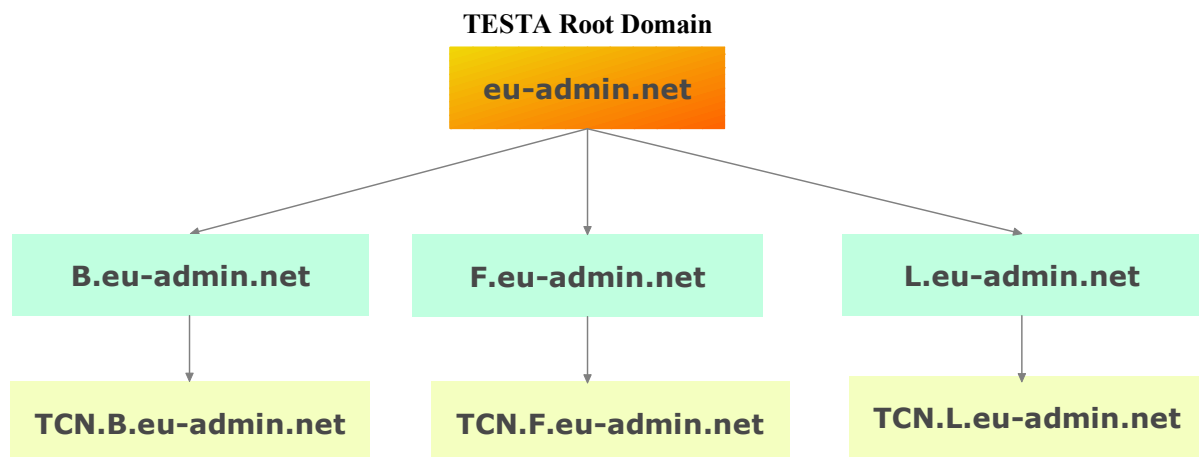 TESTA Root Domain
eu-admin.net
B.eu-admin.net
F.eu-admin.net
L.eu-admin.net
TCN.B.eu-admin.net
TCN.F.eu-admin.net
TCN.L.eu-admin.net